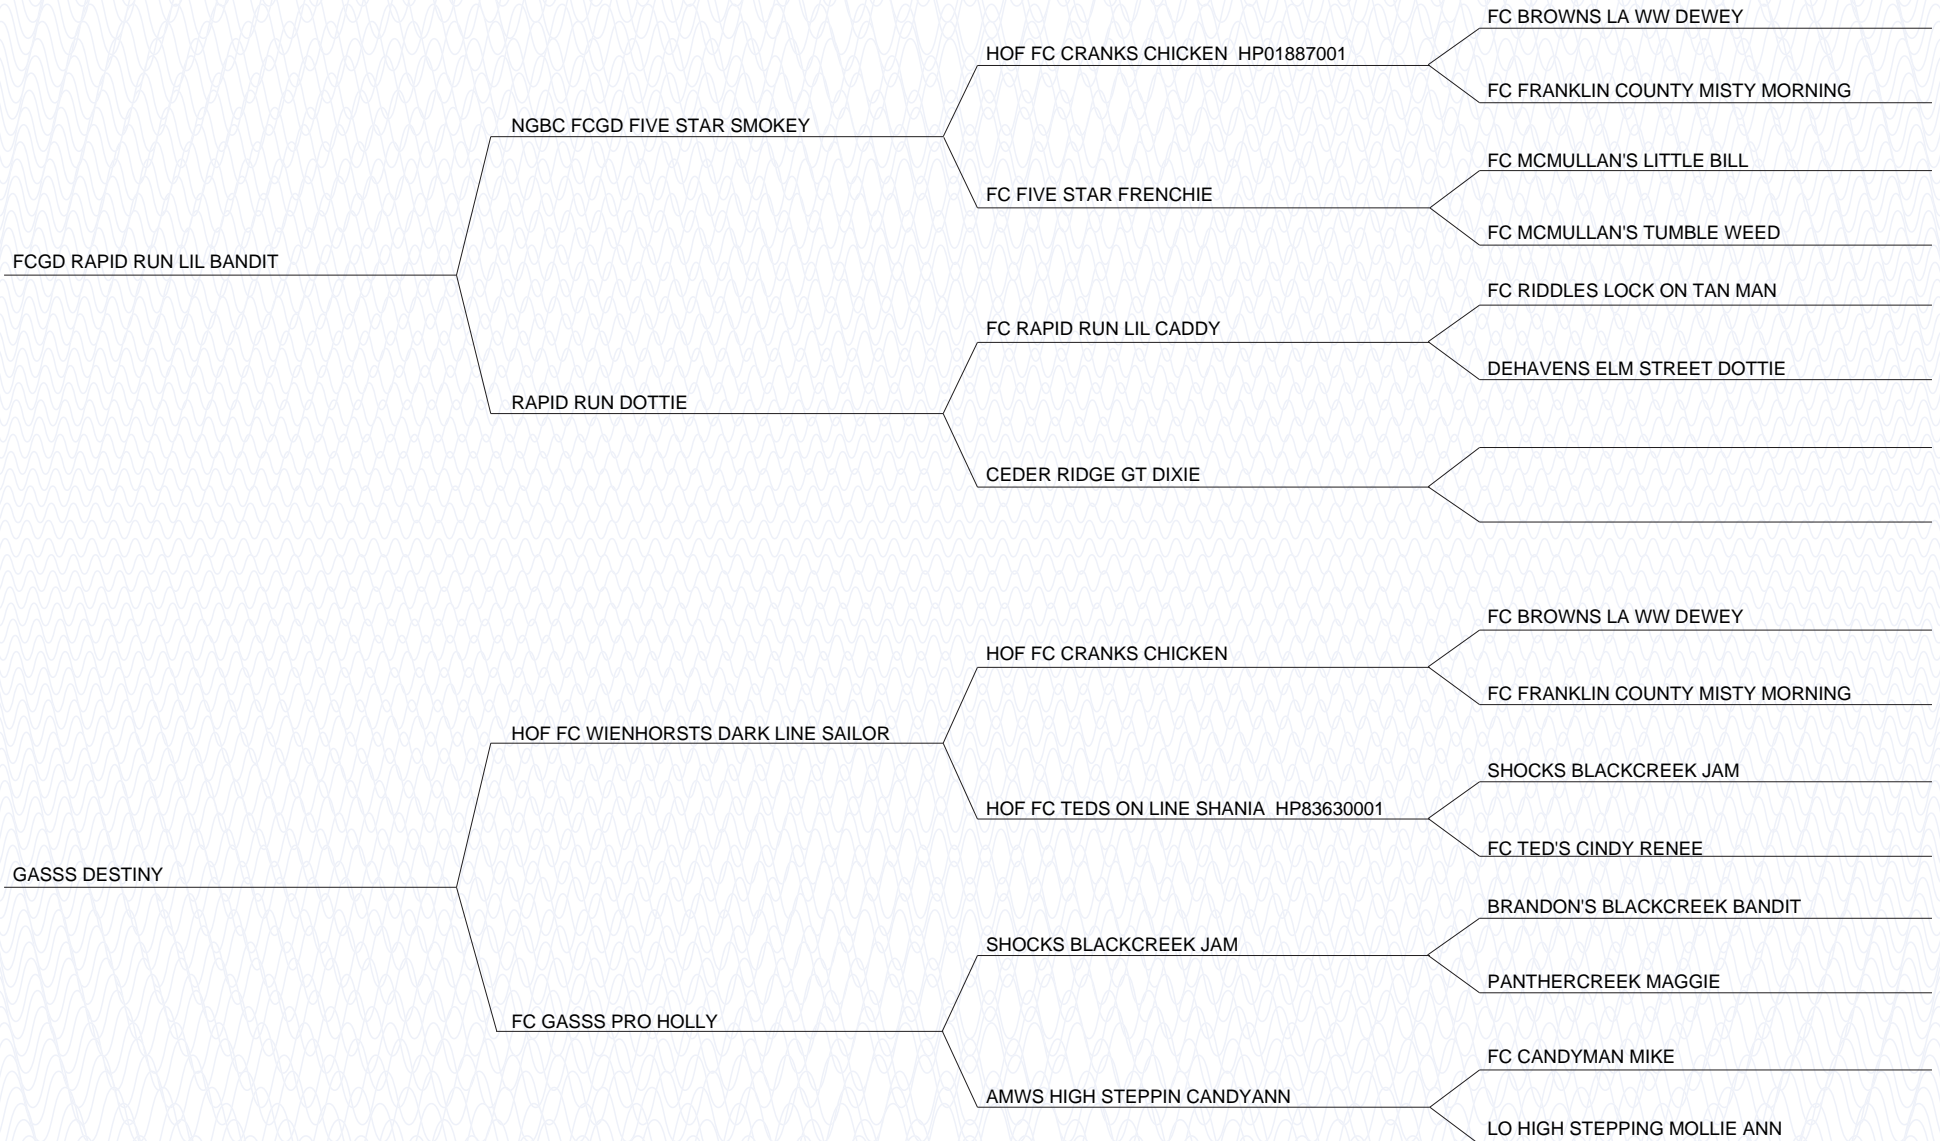 FC BROWNS LA WW DEWEY
HOF FC CRANKS CHICKEN  HP01887001
FC FRANKLIN COUNTY MISTY MORNING
NGBC FCGD FIVE STAR SMOKEY
FC MCMULLAN'S LITTLE BILL
FC FIVE STAR FRENCHIE
FC MCMULLAN'S TUMBLE WEED
FCGD RAPID RUN LIL BANDIT
FC RIDDLES LOCK ON TAN MAN
FC RAPID RUN LIL CADDY
DEHAVENS ELM STREET DOTTIE
RAPID RUN DOTTIE
CEDER RIDGE GT DIXIE
FC BROWNS LA WW DEWEY
HOF FC CRANKS CHICKEN
FC FRANKLIN COUNTY MISTY MORNING
HOF FC WIENHORSTS DARK LINE SAILOR
SHOCKS BLACKCREEK JAM
HOF FC TEDS ON LINE SHANIA  HP83630001
FC TED'S CINDY RENEE
GASSS DESTINY
BRANDON'S BLACKCREEK BANDIT
SHOCKS BLACKCREEK JAM
PANTHERCREEK MAGGIE
FC GASSS PRO HOLLY
FC CANDYMAN MIKE
AMWS HIGH STEPPIN CANDYANN
LO HIGH STEPPING MOLLIE ANN